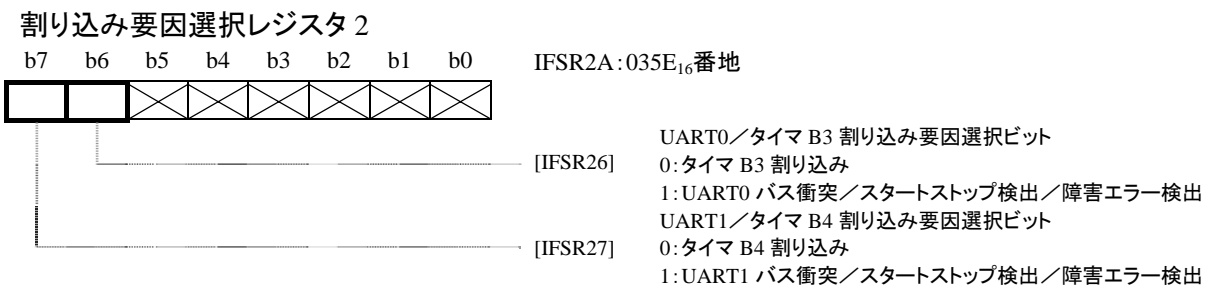 割り込み要因選択レジスタ 2
b7 b6 b5 b4 b3 b2 b1 b0 IFSR2A:035E16番地
UART0／タイマ B3 割り込み要因選択ビット
[IFSR26] 0:タイマ B3 割り込み
1:UART0 バス衝突／スタートストップ検出／障害エラー検出
UART1／タイマ B4 割り込み要因選択ビット
[IFSR27] 0:タイマ B4 割り込み
1:UART1 バス衝突／スタートストップ検出／障害エラー検出